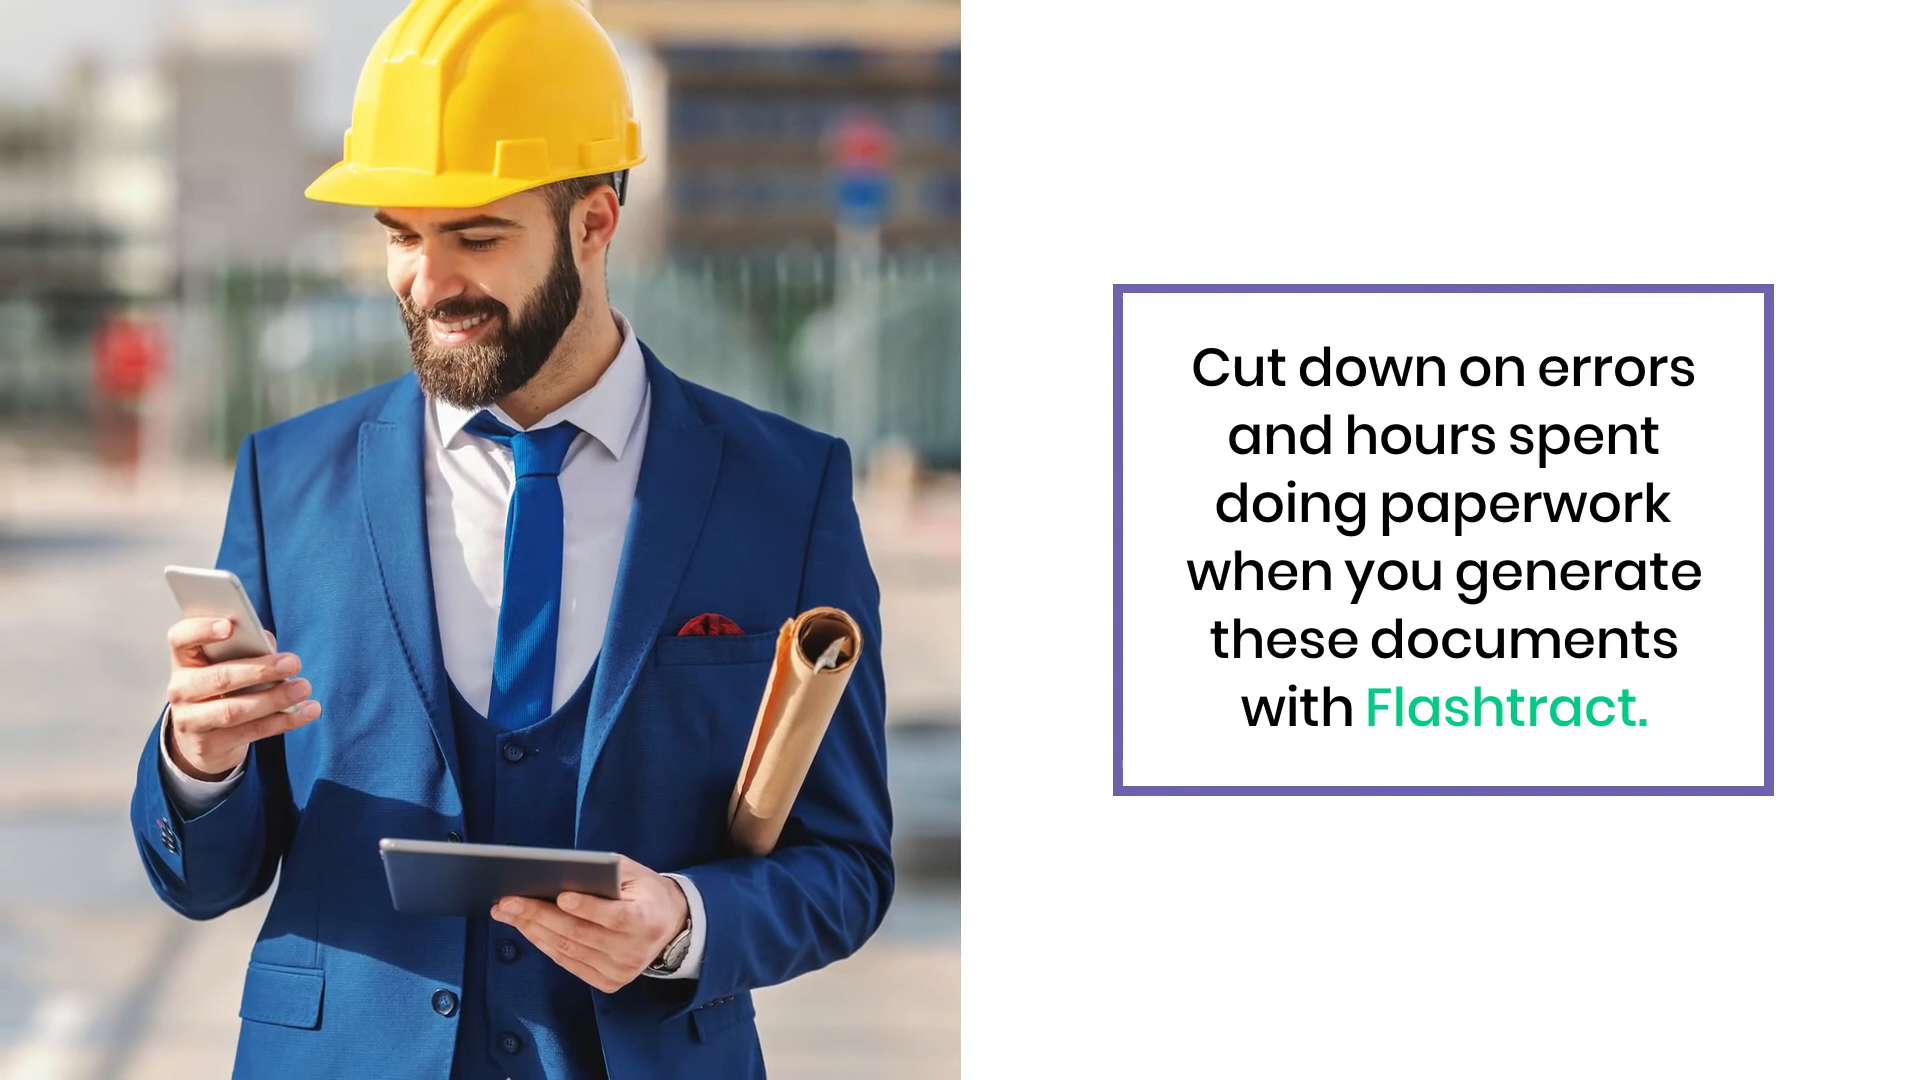 Cut down on errors
and hours spent
doing paperwork
when you generate
these documents
with Flashtract.